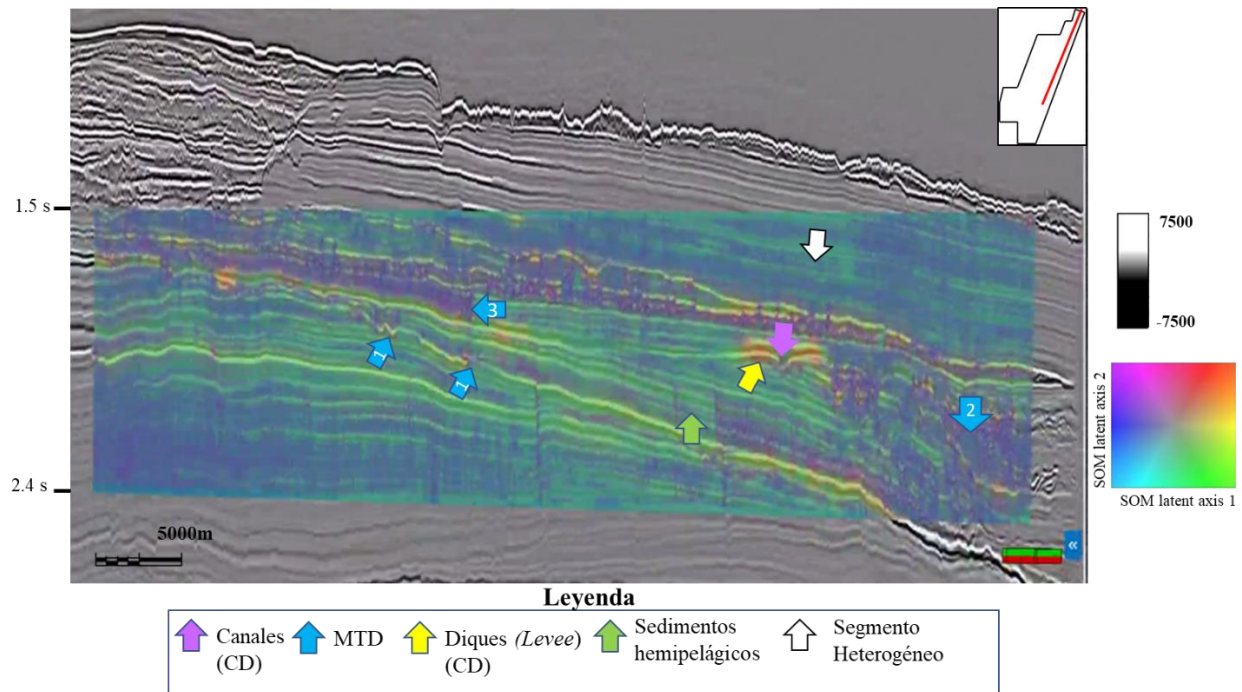 1.5 s
2.4 s
5000m
3
1
1
2
7500
-7500
SOM latent axis 2
SOM latent axis 1
«
Leyenda
Canales
(CD)
MTD
Diques (Levee)
(CD)
Sedimentos
hemipelágicos
Segmento
Heterogéneo